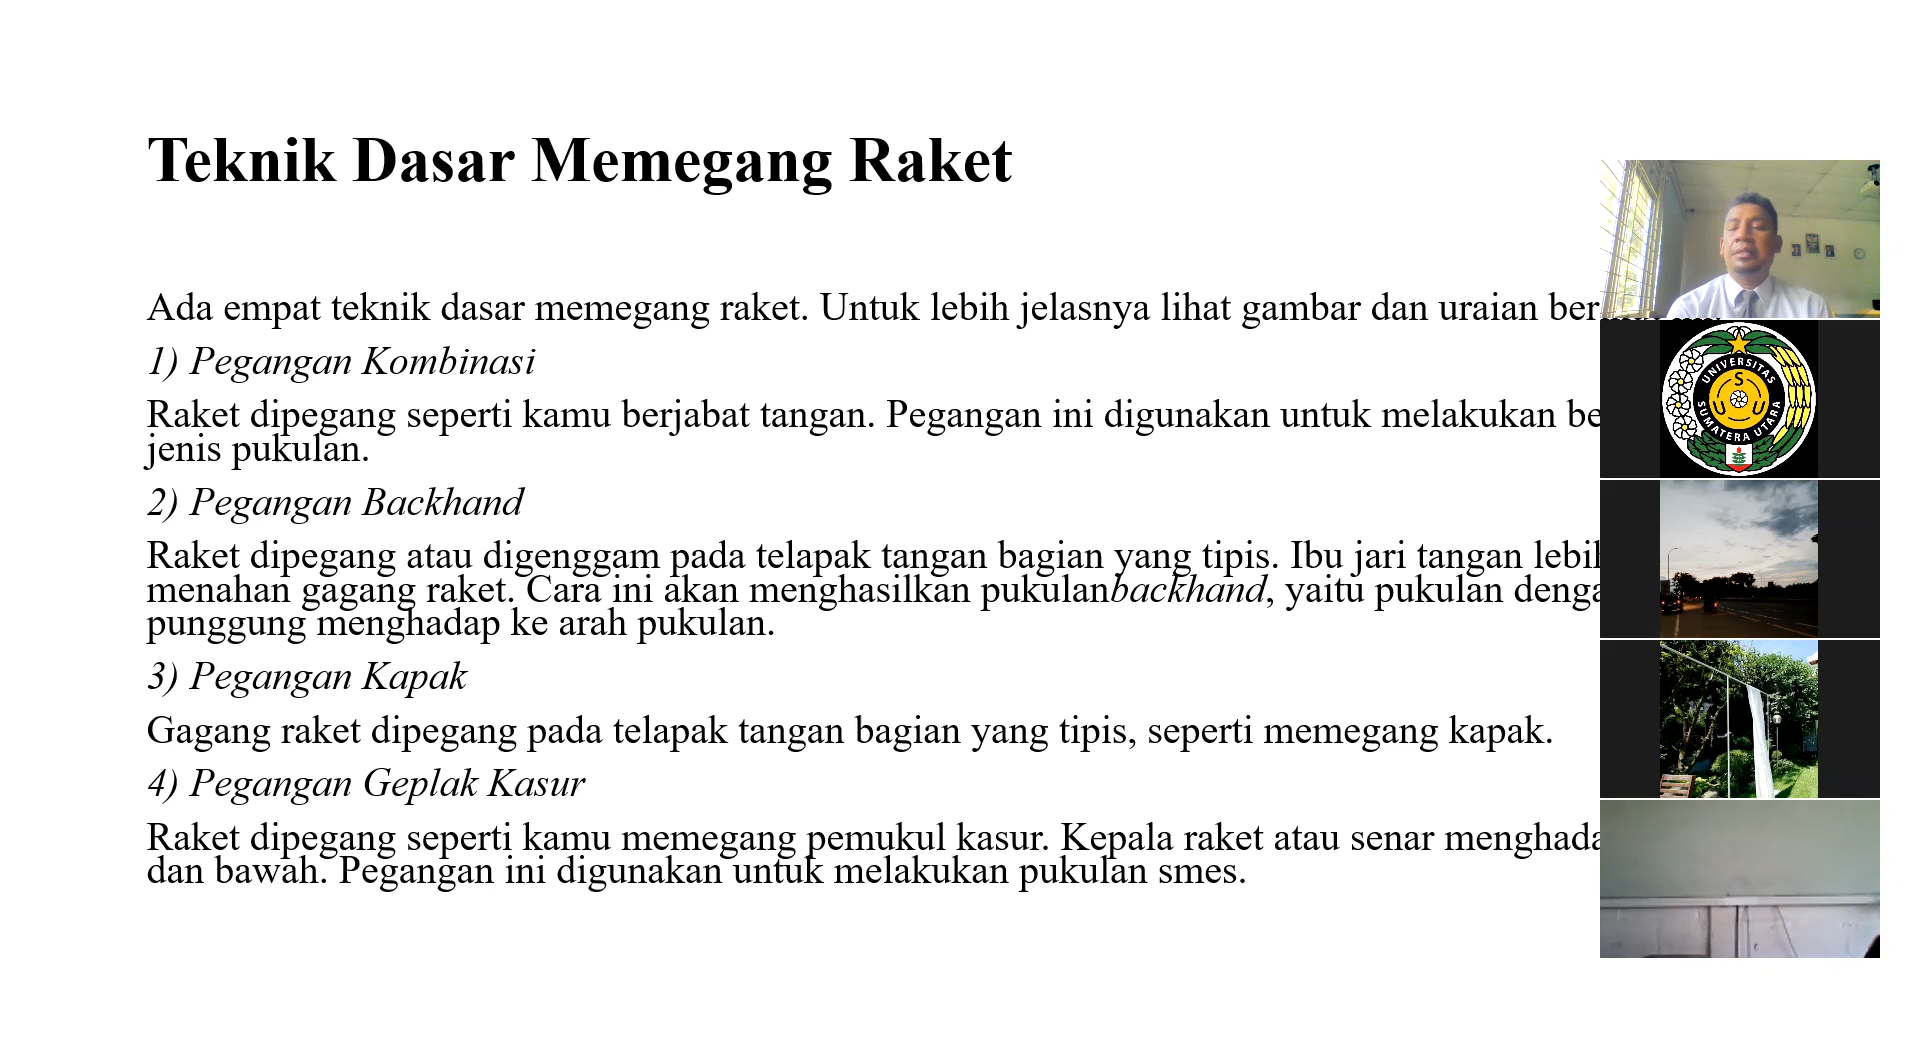 Teknik Dasar Memegang Raket
Ada empat teknik dasar memegang raket. Untuk lebih jelasnya lihat gambar dan uraian
1) Pegangan Kombinasi
Raket dipegang seperti kamu berjabat tangan. Pegangan ini digunakan untuk melakukan
jenis pukulan.
2) Pegangan Backhand
Raket dipegang atau digenggam pada telapak tangan bagian yang tipis. Ibu jari tangan
menahan gagang raket. Cara ini akan menghasilkan pukulanbackhand, yaitu pukulan
punggung menghadap ke arah pukulan.
3) Pegangan Kapak
Gagang raket dipegang pada telapak tangan bagian yang tipis, seperti memegang kapak.
4) Pegangan Geplak Kasur
Raket dipegang seperti kamu memegang pemukul kasur. Kepala raket atau senar
dan bawah. Pegangan ini digunakan untuk melakukan pukulan smes.
UNIVERSITAS
SUMATERA UTARA
U S U